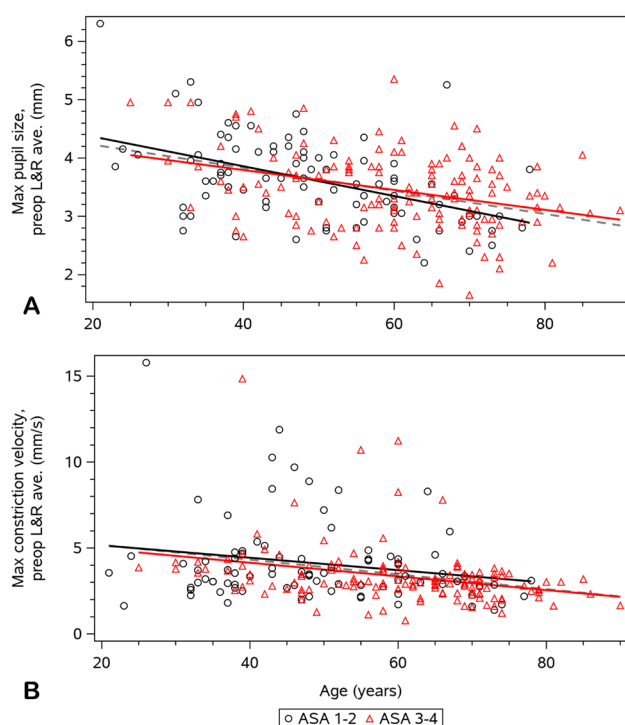 6
5
4
3
2
Max pupil size,
preop L&R ave. (mm)
20 40 60 80
A
15
10
5
0
Max constriction velocity,
preop L&R ave. (mm/s)
20 40 60 80
Age (years)
B
ASA 1-2 ASA 3-4